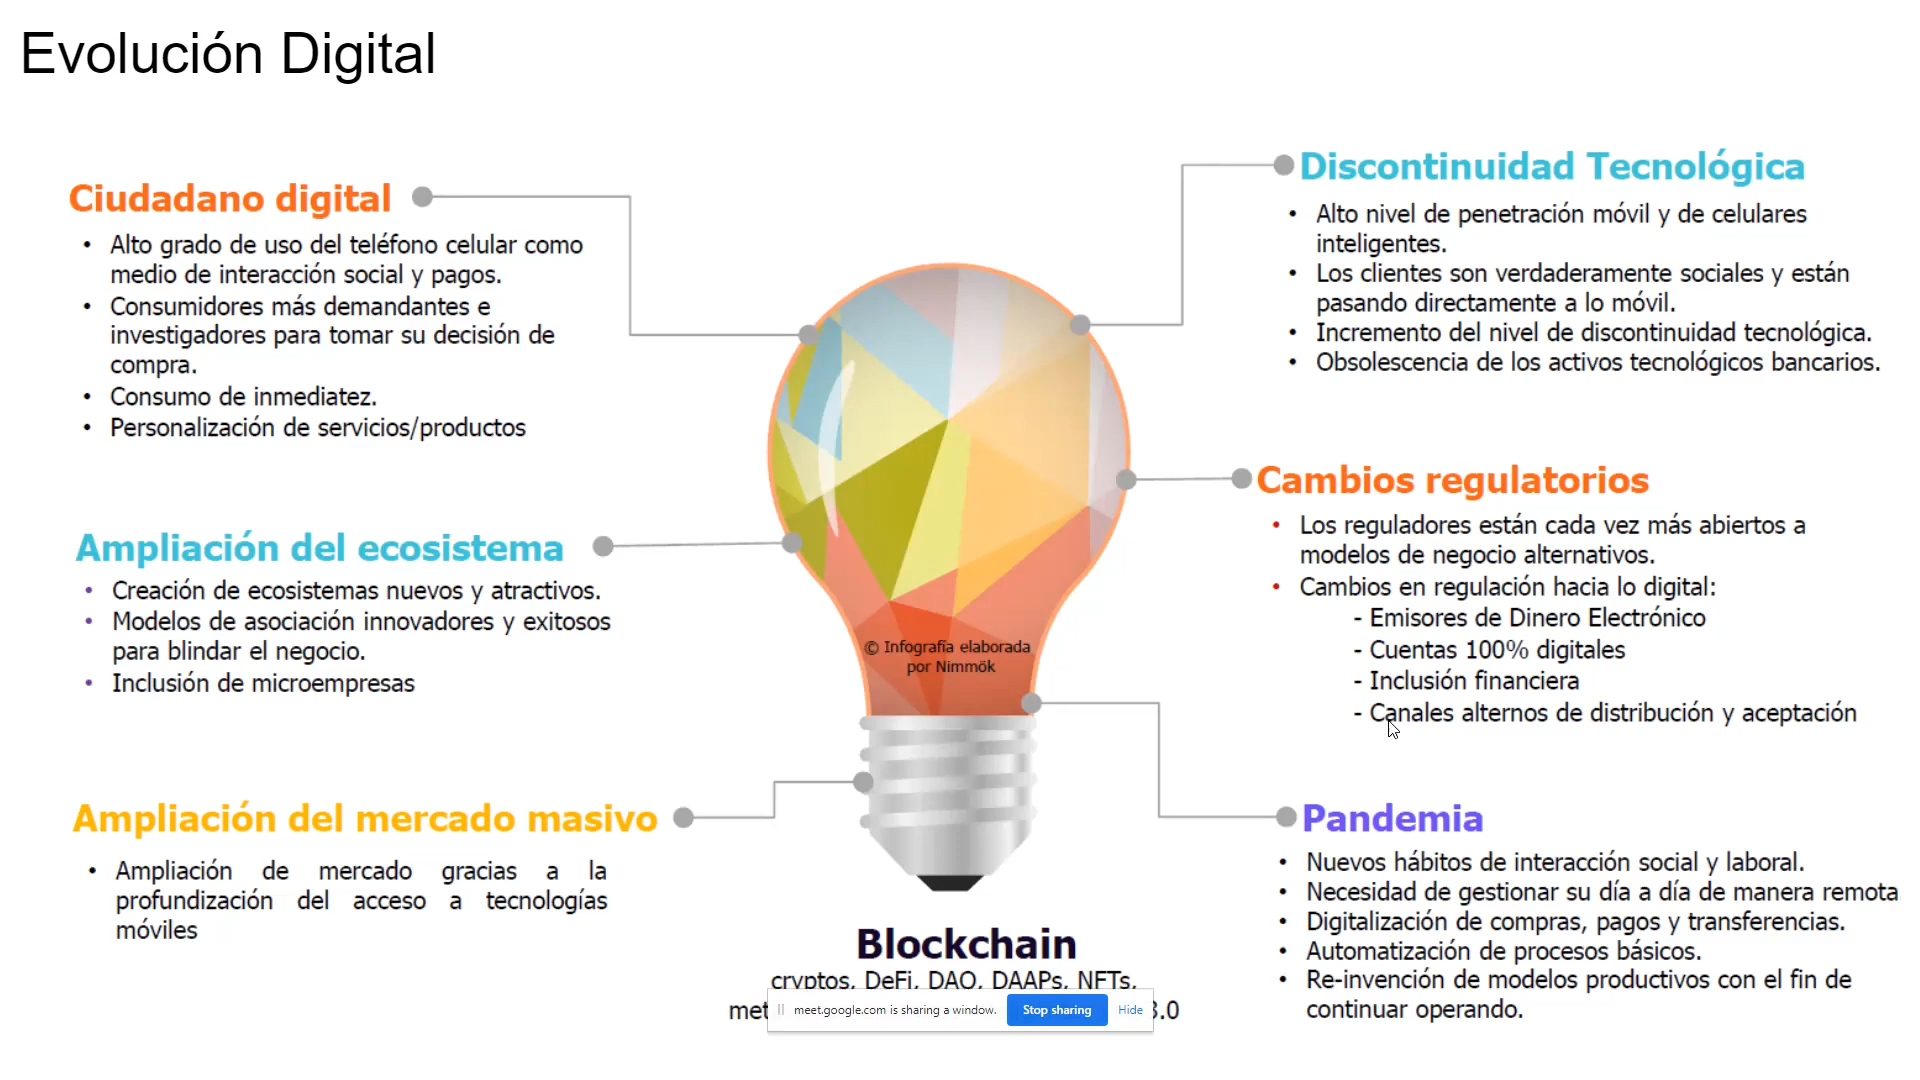 Evolución Digital
Ciudadano digital
• Alto grado de uso del teléfono celular como
medio de interacción social y pagos.
• Consumidores más demandantes e
investigadores para tomar su decisión de
compra.
• Consumo de inmediatez.
• Personalización de servicios/productos
Ampliación del ecosistema
• Creación de ecosistemas nuevos y atractivos.
• Modelos de asociación innovadores y exitosos
para blindar el negocio.
• Inclusión de microempresas
Ampliación del mercado masivo
• Ampliación de mercado gracias a la
profundización del acceso a tecnologías
móviles
© Infografía elaborada
por Nimmök
Blockchain
cryptos, DeFi, DAO, DAAPs, NFTs,
meet.google.com is sharing a window. Stop sharing Hide
3.0
Discontinuidad Tecnológica
• Alto nivel de penetración móvil y de celulares
inteligentes.
• Los clientes son verdaderamente sociales y están
pasando directamente a lo móvil.
• Incremento del nivel de discontinuidad tecnológica.
• Obsolescencia de los activos tecnológicos bancarios.
Cambios regulatorios
• Los reguladores están cada vez más abiertos a
modelos de negocio alternativos.
• Cambios en regulación hacia lo digital:
- Emisores de Dinero Electrónico
- Cuentas 100% digitales
- Inclusión financiera
- Canales alternos de distribución y aceptación
Pandemia
• Nuevos hábitos de interacción social y laboral.
• Necesidad de gestionar su día a día de manera remota
• Digitalización de compras, pagos y transferencias.
• Automatización de procesos básicos.
• Re-invención de modelos productivos con el fin de
continuar operando.